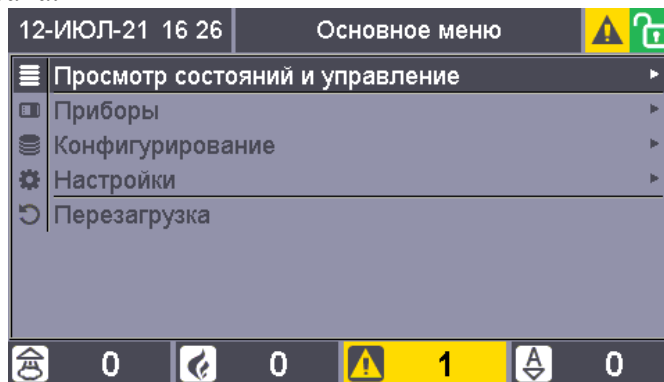 12-ИЮЛ-21 16 26 Основное меню
Просмотр состояний и управление
Приборы
Конфигурирование
Настройки
Перезагрузка
0 0 1 A 0